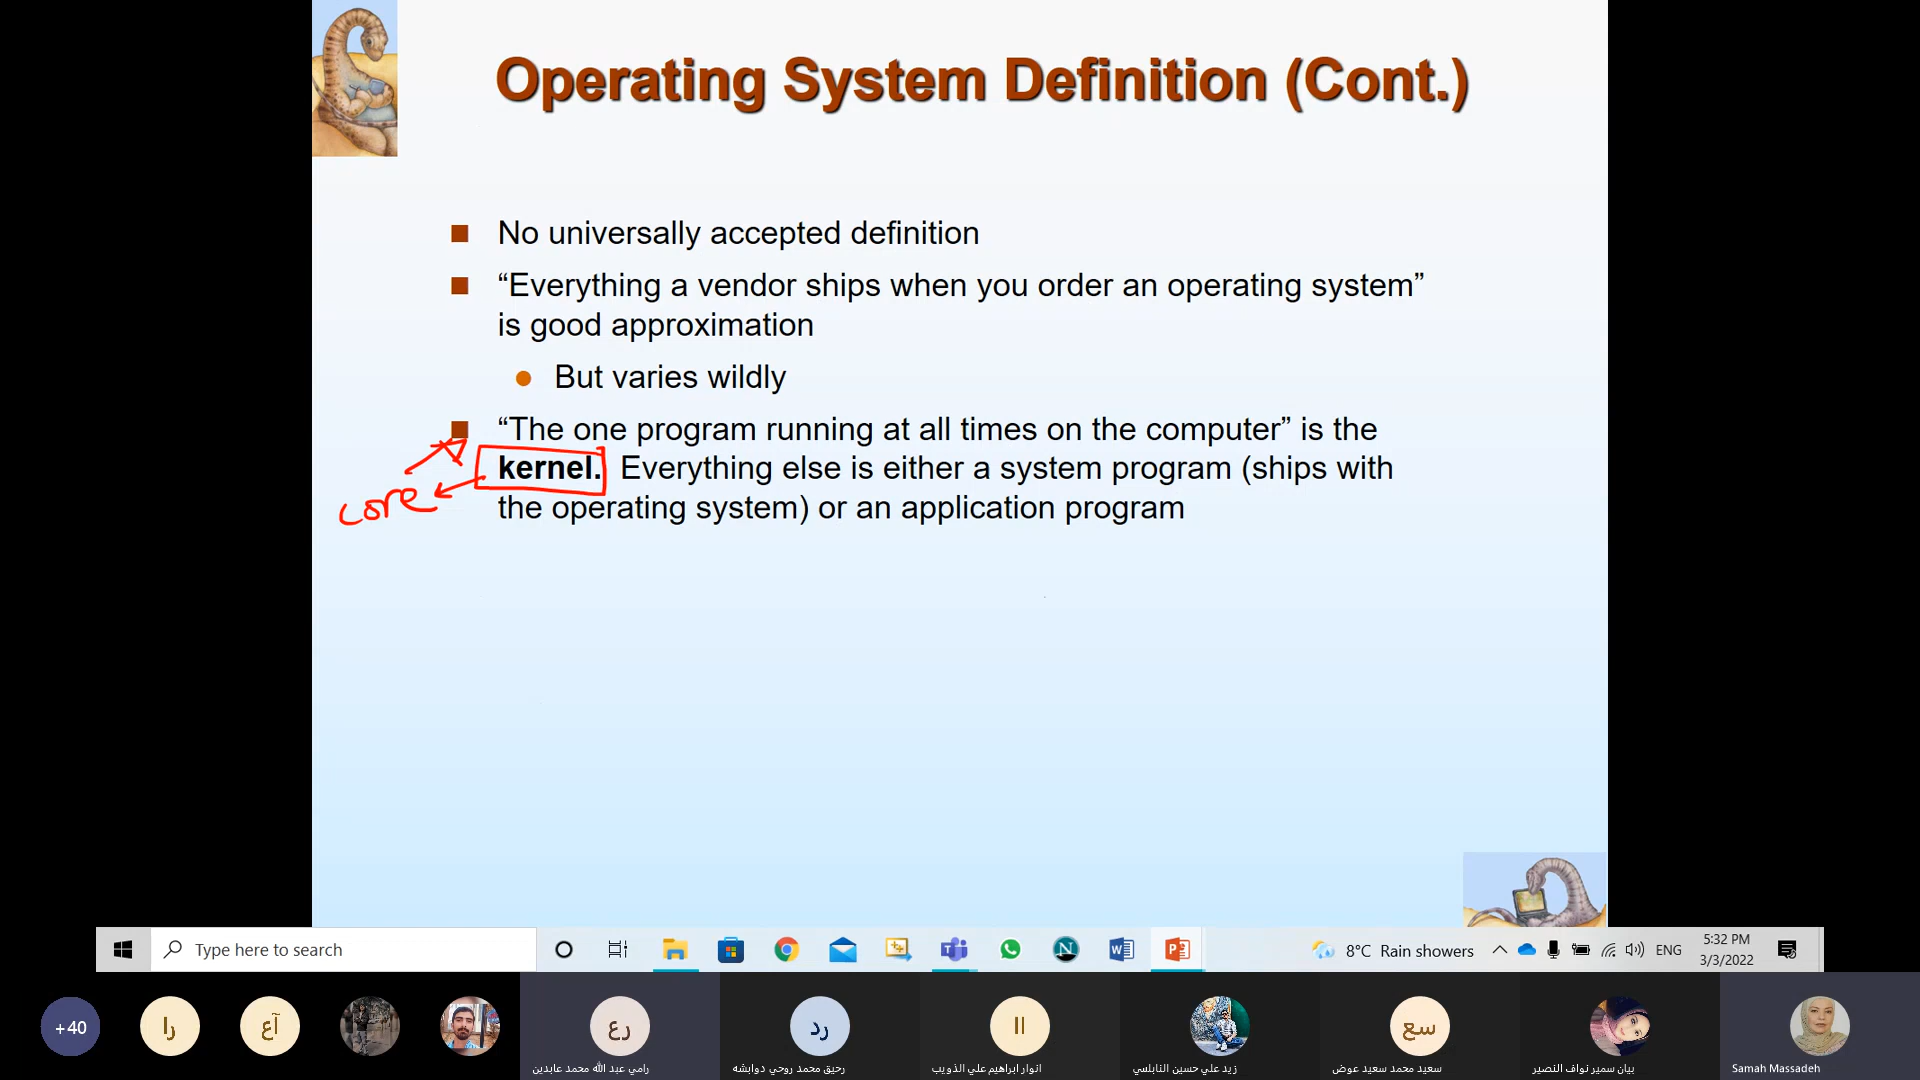 Operating System Definition (Cont.)
No universally accepted definition
“Everything a vendor ships when you order an operating system”
is good approximation
But varies wildly
“The one program running at all times on the computer” is the
kernel. Everything else is either a system program (ships with
core
the operating system) or an application program
Type here to search
8°C Rain showers
ENG
5:32 PM
3/3/2022
+40
را
آع
رع
رد
اا
سع
رامي عبد الله محمد عابدين
رحيق محمد روحي دوابشه
انوار ابراهيم علي الذويب
زيد علي حسين النابلسي
سعيد محمد سعيد عوض
بيان سمير نواف النصير
Samah Massadeh